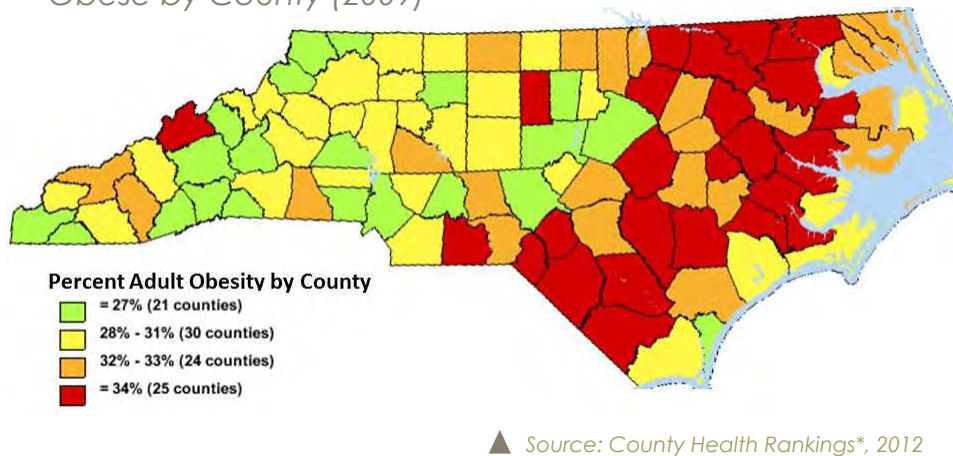 Obese by County (2009)
Percent Adult Obesity by County
= 27% (21 counties)
28% - 31% (30 counties)
32% - 33% (24 counties)
= 34% (25 counties)
Source: County Health Rankings*, 2012